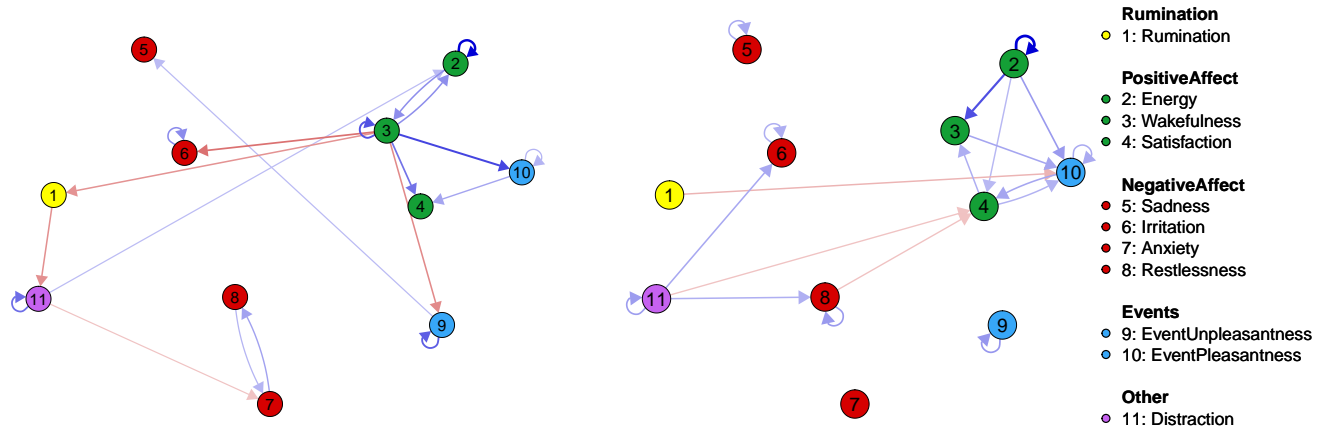 5
2
3
6
10
1
4
11
8
9
7
5
2
3
6
10
1
4
11
8
9
7
Rumination
1: Rumination
PositiveAffect
2: Energy
3: Wakefulness
4: Satisfaction
NegativeAffect
5: Sadness
6: Irritation
7: Anxiety
8: Restlessness
Events
9: EventUnpleasantness
10: EventPleasantness
Other
11: Distraction